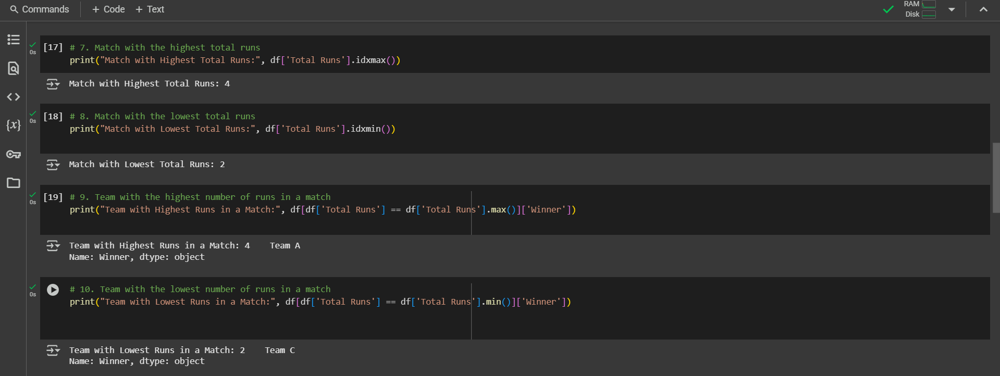 Commands + Code + Text
RAM
Disk
0s
[17] # 7. Match with the highest total runs
print("Match with Highest Total Runs:", df['Total Runs'].idxmax())
Match with Highest Total Runs: 4
0s
[18] # 8. Match with the lowest total runs
print("Match with Lowest Total Runs:", df['Total Runs'].idxmin())
Match with Lowest Total Runs: 2
0s
[19] # 9. Team with the highest number of runs in a match
print("Team with Highest Runs in a Match:", df[df['Total Runs'] == df['Total Runs'].max()]['Winner'])
Team with Highest Runs in a Match: 4    Team A
Name: Winner, dtype: object
0s
# 10. Team with the lowest number of runs in a match
print("Team with Lowest Runs in a Match:", df[df['Total Runs'] == df['Total Runs'].min()]['Winner'])
Team with Lowest Runs in a Match: 2    Team C
Name: Winner, dtype: object